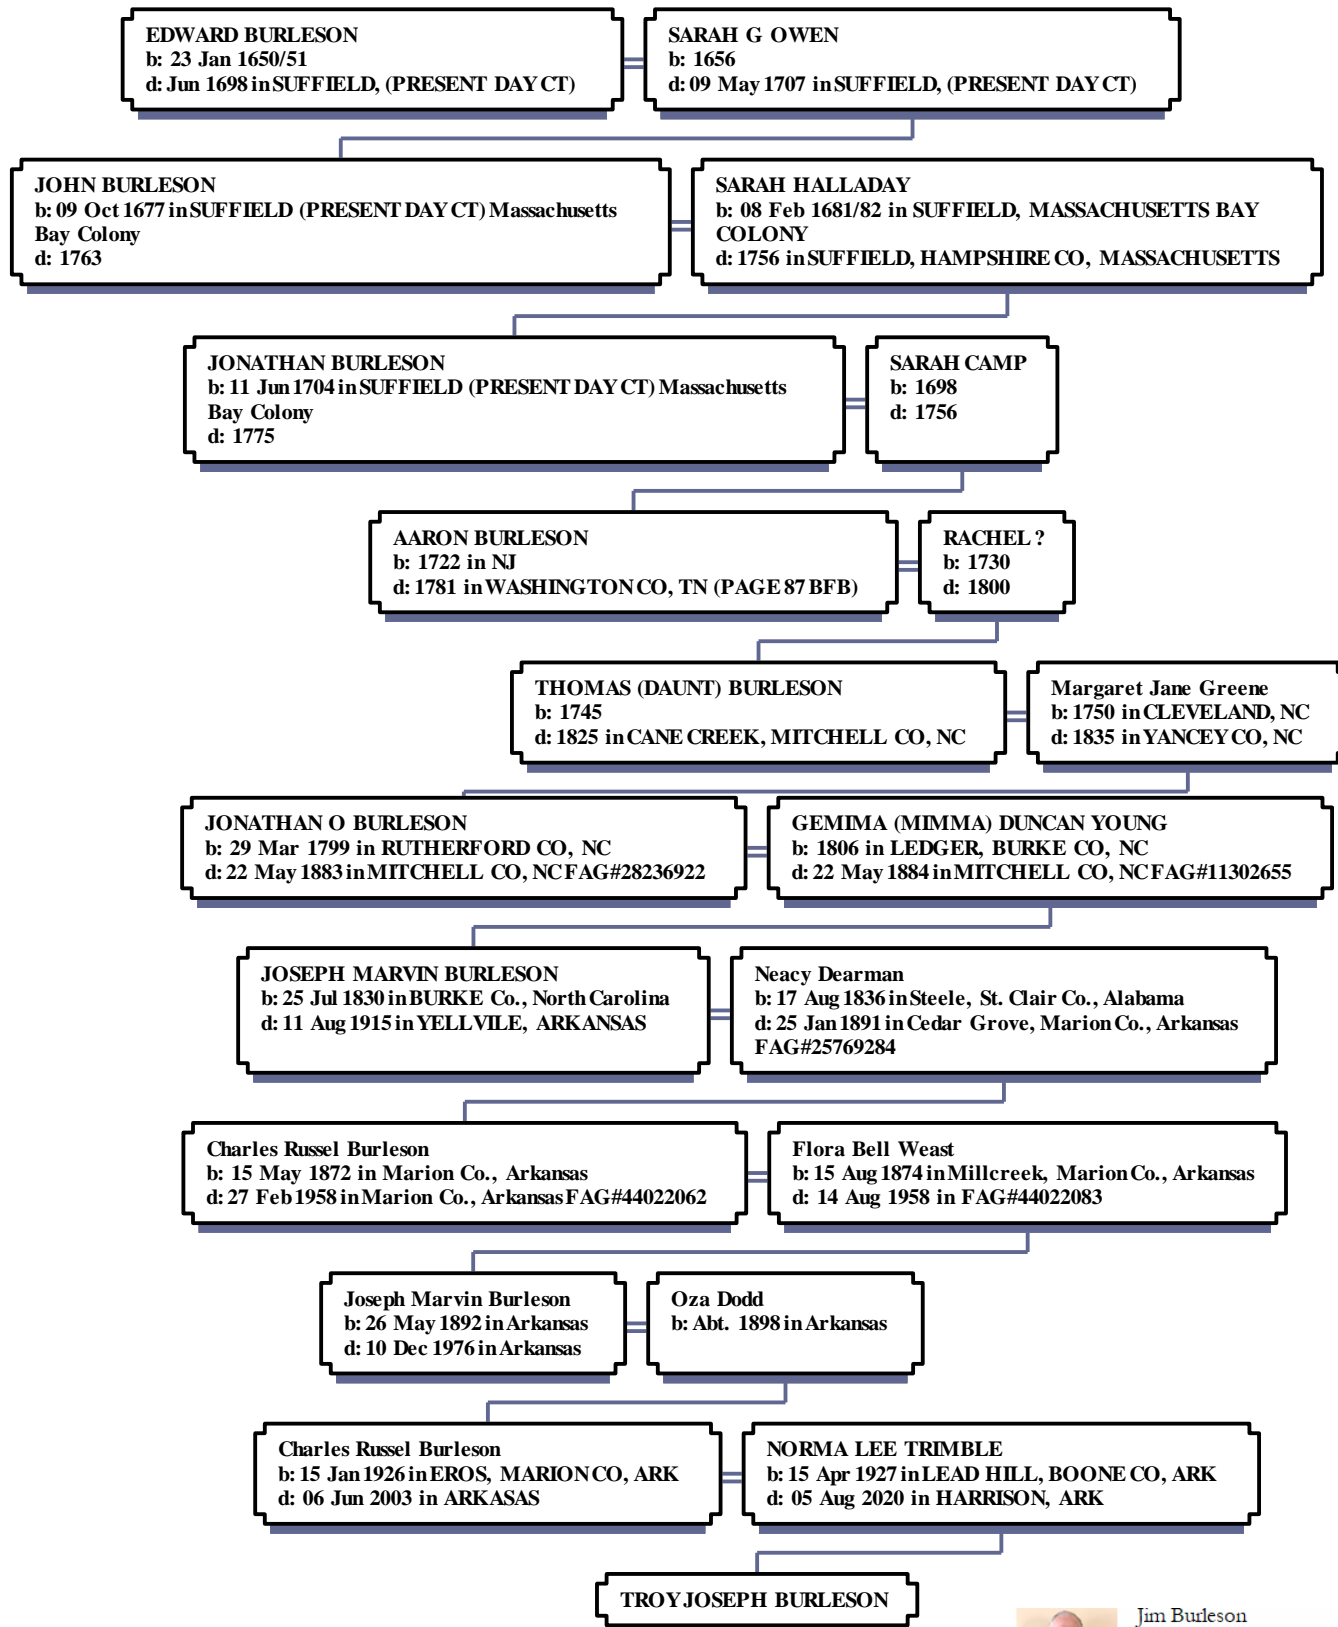 EDWARD BURLESON
b: 23 Jan 1650/51
d: Jun 1698 in SUFFIELD, (PRESENT DAY CT)
SARAH G OWEN
b: 1656
d: 09 May 1707 in SUFFIELD, (PRESENT DAY CT)
JOHN BURLESON
b: 09 Oct 1677 in SUFFIELD (PRESENT DAY CT) Massachusetts
Bay Colony
d: 1763
SARAH HALLADAY
b: 08 Feb 1681/82 in SUFFIELD, MASSACHUSETTS BAY
COLONY
d: 1756 in SUFFIELD, HAMPSHIRE CO, MASSACHUSETTS
JONATHAN BURLESON
b: 11 Jun 1704 in SUFFIELD (PRESENT DAY CT) Massachusetts
Bay Colony
d: 1775
SARAH CAMP
b: 1698
d: 1756
AARON BURLESON
b: 1722 in NJ
d: 1781 in WASHINGTON CO, TN (PAGE 87 BFB)
RACHEL ?
b: 1730
d: 1800
THOMAS (DAUNT) BURLESON
b: 1745
d: 1825 in CANE CREEK, MITCHELL CO, NC
Margaret Jane Greene
b: 1750 in CLEVELAND, NC
d: 1835 in YANCEY CO, NC
JONATHAN O BURLESON
b: 29 Mar 1799 in RUTHERFORD CO, NC
d: 22 May 1883 in MITCHELL CO, NC FAG#28236922
GEMIMA (MIMMA) DUNCAN YOUNG
b: 1806 in LEDGER, BURKE CO, NC
d: 22 May 1884 in MITCHELL CO, NC FAG#11302655
JOSEPH MARVIN BURLESON
b: 25 Jul 1830 in BURKE Co., North Carolina
d: 11 Aug 1915 in YELLVILE, ARKANSAS
Neacy Dearman
b: 17 Aug 1836 in Steele, St. Clair Co., Alabama
d: 25 Jan 1891 in Cedar Grove, Marion Co., Arkansas
FAG#25769284
Charles Russel Burleson
b: 15 May 1872 in Marion Co., Arkansas
d: 27 Feb 1958 in Marion Co., Arkansas FAG#44022062
Flora Bell Weast
b: 15 Aug 1874 in Millcreek, Marion Co., Arkansas
d: 14 Aug 1958 in FAG#44022083
Joseph Marvin Burleson
b: 26 May 1892 in Arkansas
d: 10 Dec 1976 in Arkansas
Oza Dodd
b: Abt. 1898 in Arkansas
Charles Russel Burleson
b: 15 Jan 1926 in EROS, MARION CO, ARK
d: 06 Jun 2003 in ARKASAS
NORMA LEE TRIMBLE
b: 15 Apr 1927 in LEAD HILL, BOONE CO, ARK
d: 05 Aug 2020 in HARRISON, ARK
TROY JOSEPH BURLESON
Jim Burleson